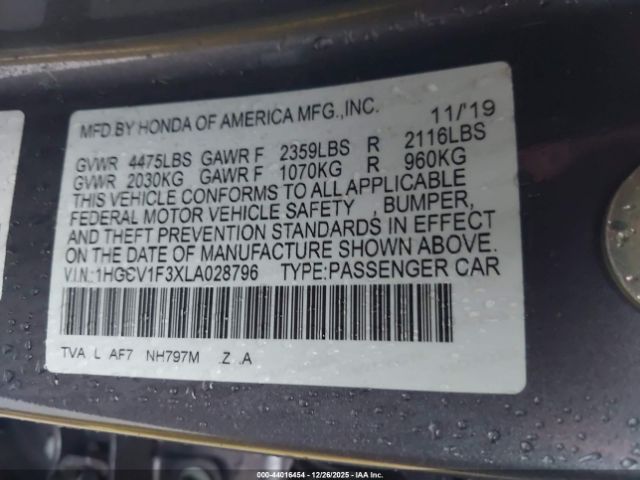 MFD.BY HONDA OF AMERICA MFG.,INC. 11/'19
GVWR 4475LBS GAWR F 2359LBS R 2116LBS
GVWR 2030KG GAWR F 1070KG R 960KG
THIS VEHICLE CONFORMS TO ALL APPLICABLE
FEDERAL MOTOR VEHICLE SAFETY , BUMPER,
AND THEFT PREVENTION STANDARDS IN EFFECT
ON THE DATE OF MANUFACTURE SHOWN ABOVE.
V.I.N.:1HGCV1F3XLA028796 TYPE:PASSENGER CAR
TVA L AF7 NH797M .Z .A
000-44016454 - 12/26/2025 - IAA Corp.